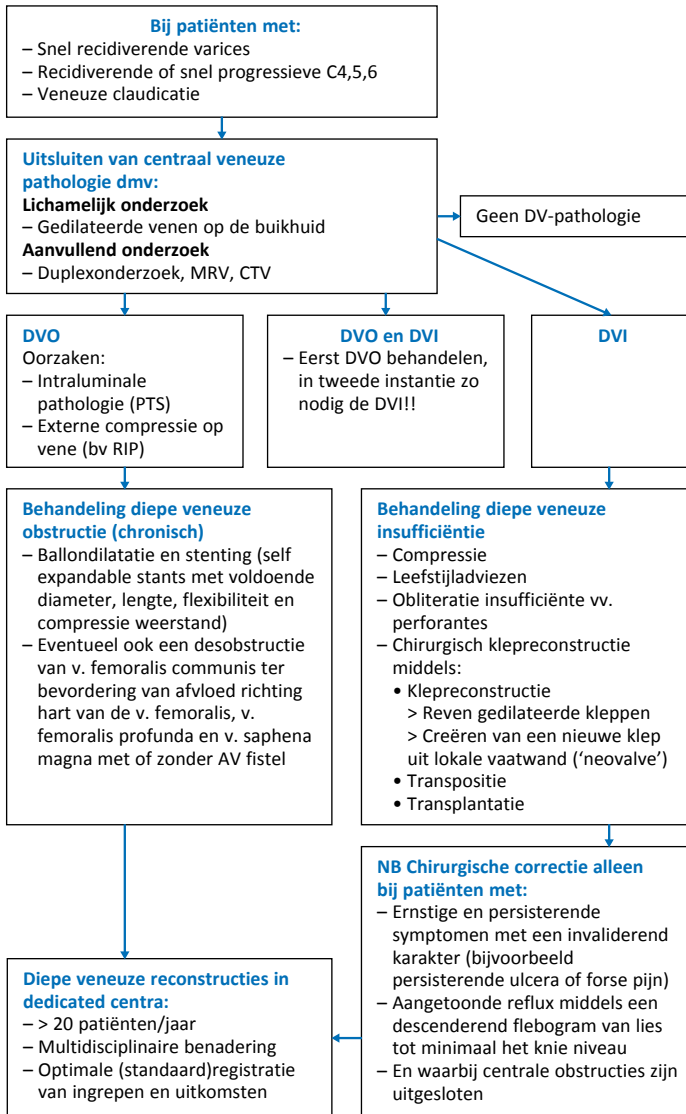 Bij patiënten met:
– Snel recidiverende varices
– Recidiverende of snel progressieve C4,5,6
– Veneuze claudicatie
Uitsluiten van centraal veneuze
pathologie dmv:
Lichamelijk onderzoek
– Gedilateerde venen op de buikhuid
Aanvullend onderzoek
– Duplexonderzoek, MRV, CTV
Geen DV-pathologie
DVO
Oorzaken:
– Intraluminale
pathologie (PTS)
– Externe compressie op
vene (bv RIP)
DVO en DVI
– Eerst DVO behandelen,
in tweede instantie zo
nodig de DVI!!
DVI
Behandeling diepe veneuze
obstructie (chronisch)
– Ballondilatatie en stenting (self
expandable stants met voldoende
diameter, lengte, flexibiliteit en
compressie weerstand)
– Eventueel ook een desobstructie
van v. femoralis communis ter
bevordering van afvloed richting
hart van de v. femoralis, v.
femoralis profunda en v. saphena
magna met of zonder AV fistel
Behandeling diepe veneuze
insufficiëntie
– Compressie
– Leefstijladviezen
– Obliteratie insufficiënte vv.
perforantes
– Chirurgisch klepreconstructie
middels:
• Klepreconstructie
> Reven gedilateerde kleppen
> Creëren van een nieuwe klep
uit lokale vaatwand (‘neovalve’)
• Transpositie
• Transplantatie
NB Chirurgische correctie alleen
bij patiënten met:
– Ernstige en persisterende
symptomen met een invaliderend
karakter (bijvoorbeeld
persisterende ulcera of forse pijn)
– Aangetoonde reflux middels een
descenderend flebogram van lies
tot minimaal het knie niveau
– En waarbij centrale obstructies zijn
uitgesloten
Diepe veneuze reconstructies in
dedicated centra:
– > 20 patiënten/jaar
– Multidisciplinaire benadering
– Optimale (standaard)registratie
van ingrepen en uitkomsten